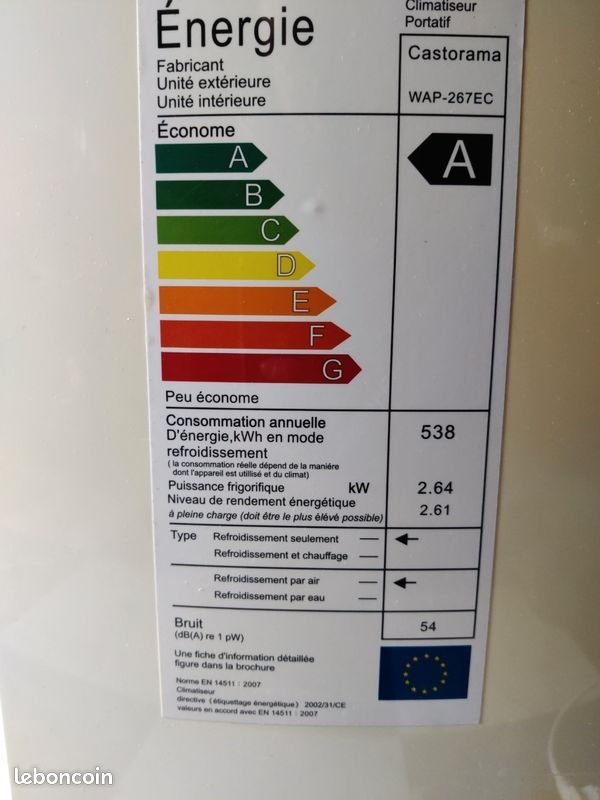 Énergie
Climatiseur
Portatif
Fabricant
Unité extérieure
Unité intérieure
Castorama
WAP-267EC
Économe
A
A
B
C
D
E
F
G
Peu économe
Consommation annuelle
D'énergie,kWh en mode
refroidissement
( la consommation réelle dépend de la manière
dont l'appareil est utilisé et du climat)
538
Puissance frigorifique kW 2.64
Niveau de rendement énergétique 2.61
à pleine charge (doit être le plus élévé possible)
Type Refroidissement seulement —
Refroidissement et chauffage —
Refroidissement par air —
Refroidissement par eau —
Bruit
(dB(A) re 1 pW)
54
Une fiche d'information détaillée
figure dans la brochure
Norme EN 14511 : 2007
Climatiseur
directive (étiquettage énergétique) 2002/31/CE
valeurs en accord avec EN 14511 : 2007
leboncoin